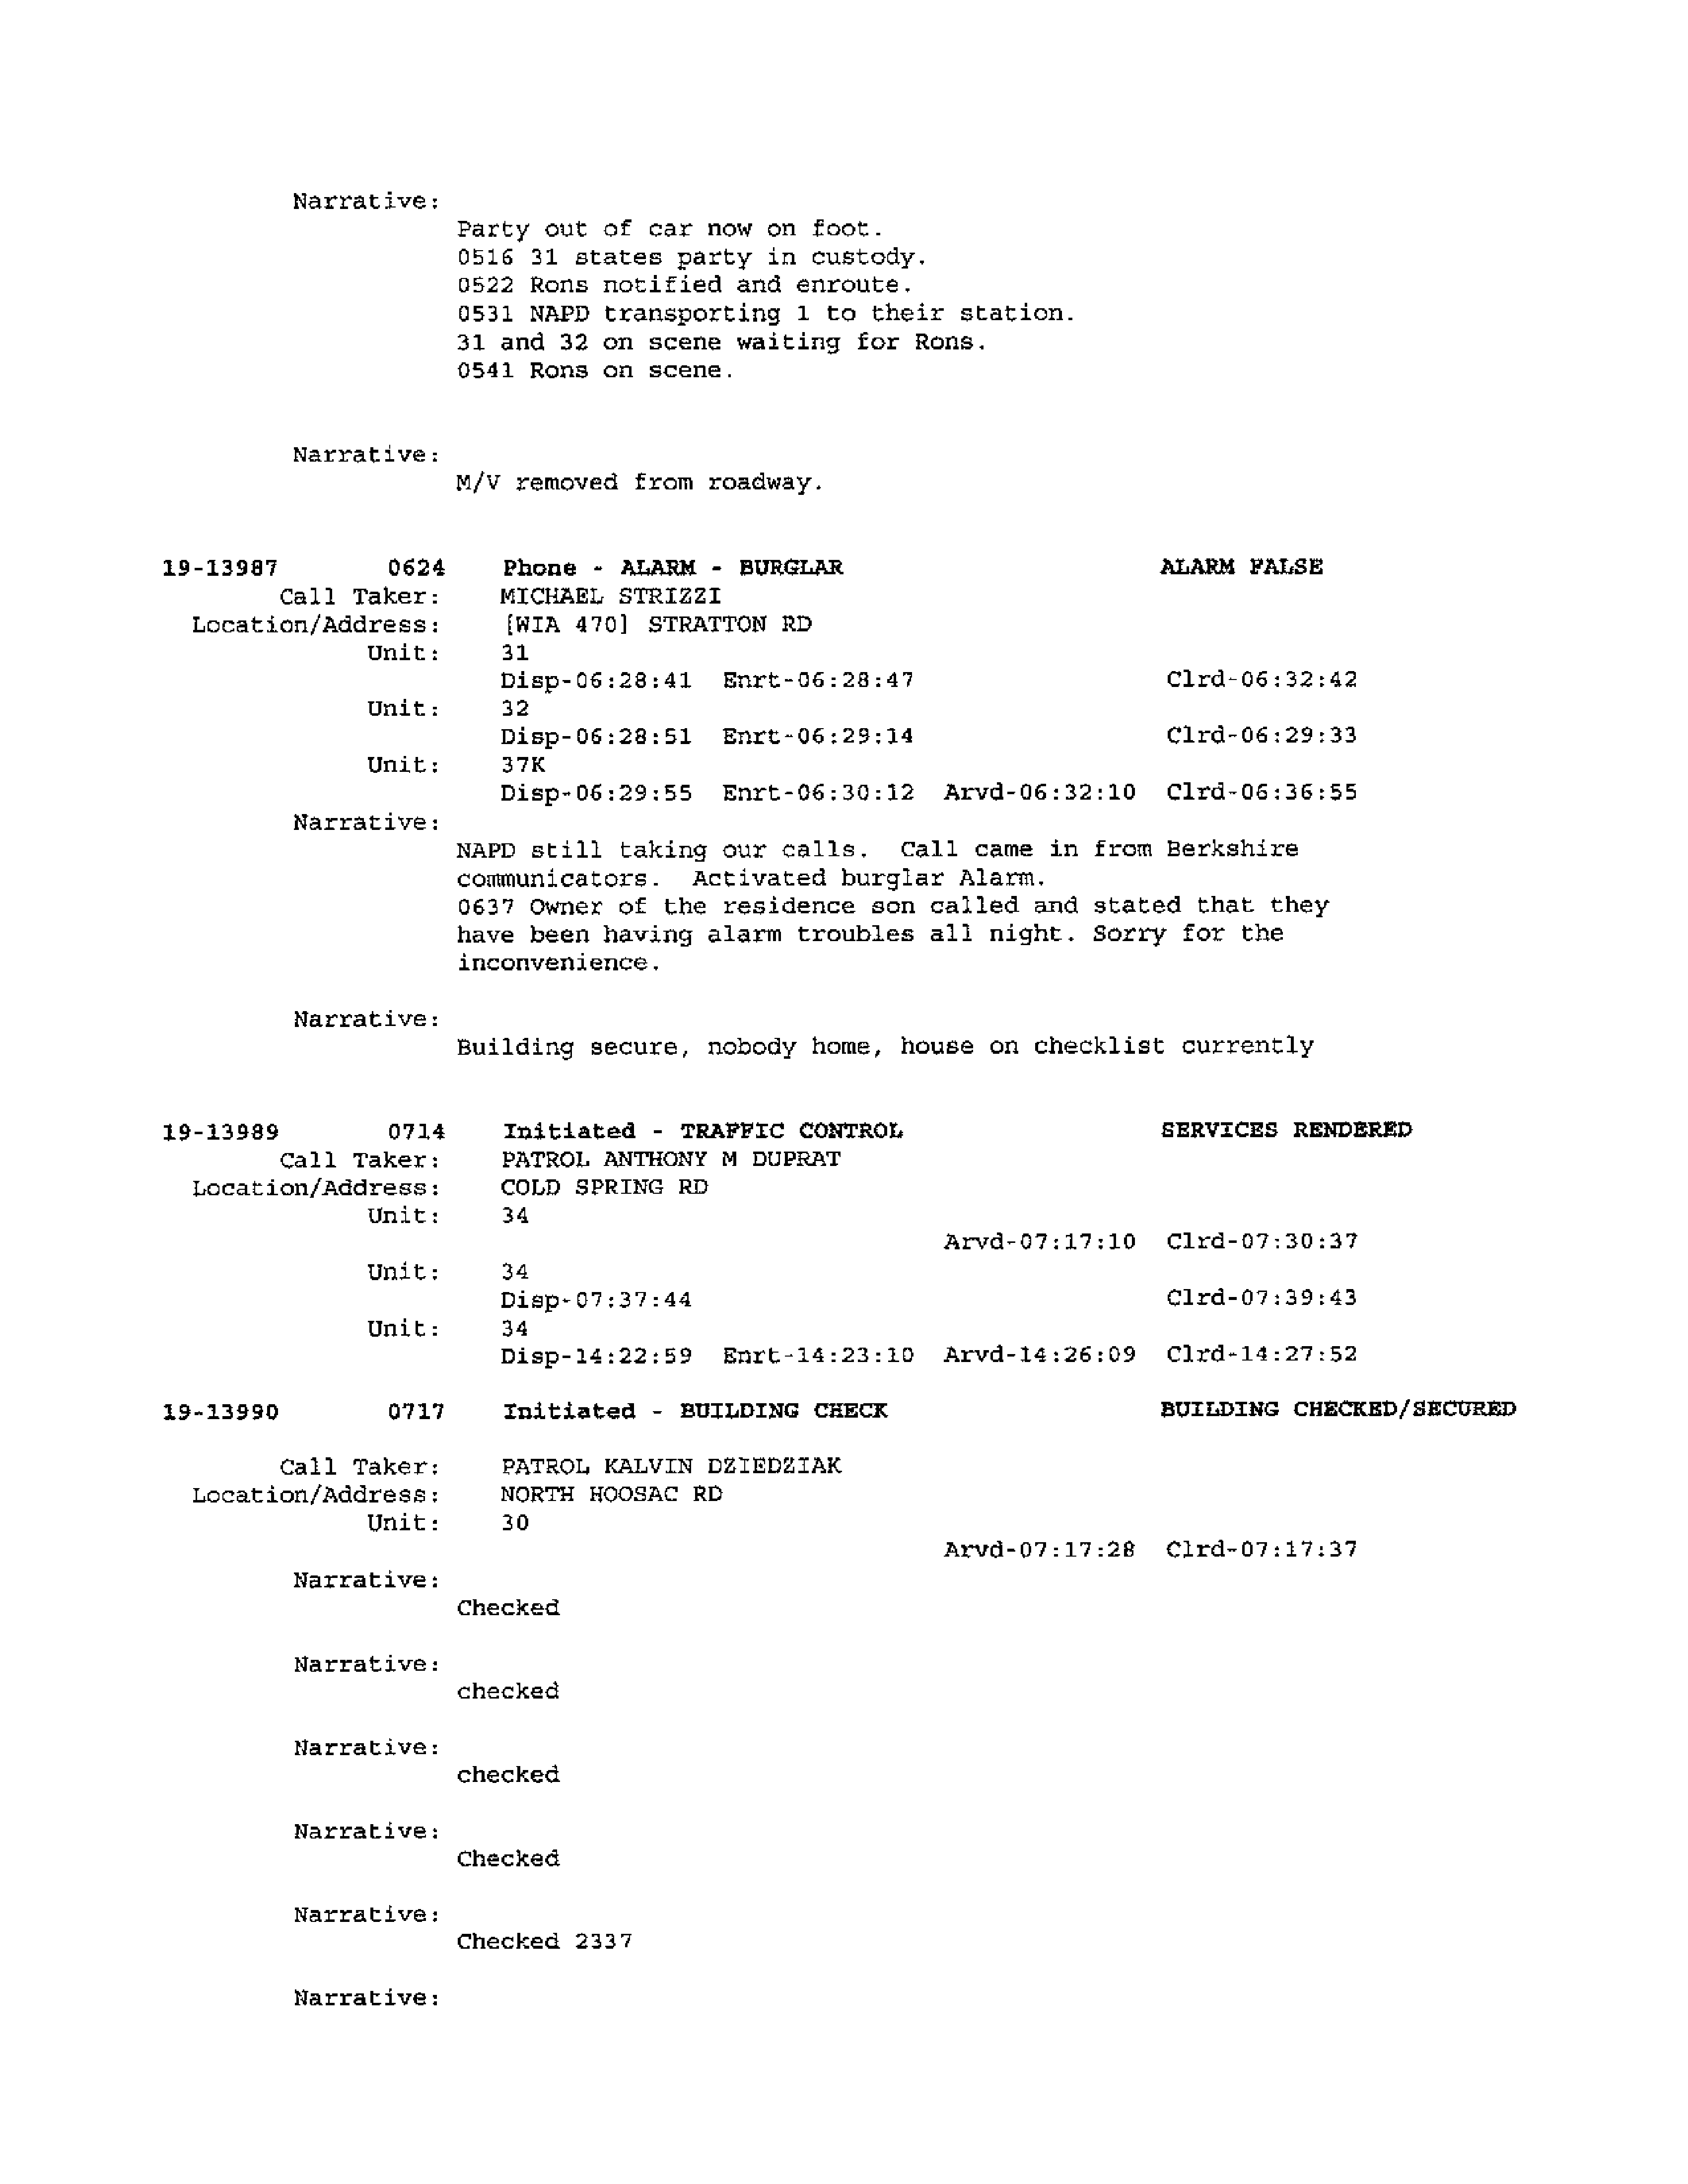 Narrative:
Party out of car now on foot.
0516 31 states party in custody.
0522 Rons notified and enroute.
0531 NAPD transporting 1 to their station.
31 and 32 on scene waiting for Rons.
0541 Rons on scene.
Narrative:
M/V removed from roadway.
19-13987 0624 Phone - ALARM - BURGLAR ALARM FALSE
Call Taker: MICHAEL STRIZZI
Location/Address: [WIA 470] STRATTON RD
Unit: 31
Disp-06:28:41 Enrt-06:28:47 Clrd-06:32:42
Unit: 32
Disp-06:28:51 Enrt-06:29:14 Clrd-06:29:33
Unit: 37K
Disp-06:29:55 Enrt-06:30:12 Arvd-06:32:10 Clrd-06:36:55
Narrative:
NAPD still taking our calls. Call came in from Berkshire
communicators. Activated burglar Alarm.
0637 Owner of the residence son called and stated that they
have been having alarm troubles all night. Sorry for the
inconvenience.
Narrative:
Building secure, nobody home, house on checklist currently
19-13989 0714 Initiated - TRAFFIC CONTROL SERVICES RENDERED
Call Taker: PATROL ANTHONY M DUPRAT
Location/Address: COLD SPRING RD
Unit: 34
Arvd-07:17:10 Clrd-07:30:37
Unit: 34
Disp-07:37:44 Clrd-07:39:43
Unit: 34
Disp-14:22:59 Enrt-14:23:10 Arvd-14:26:09 Clrd-14:27:52
19-13990 0717 Initiated - BUILDING CHECK BUILDING CHECKED/SECURED
Call Taker: PATROL KALVIN DZIEDZIAK
Location/Address: NORTH HOOSAC RD
Unit: 30
Arvd-07:17:28 Clrd-07:17:37
Narrative:
Checked
Narrative:
checked
Narrative:
checked
Narrative:
Checked
Narrative:
Checked 2337
Narrative: